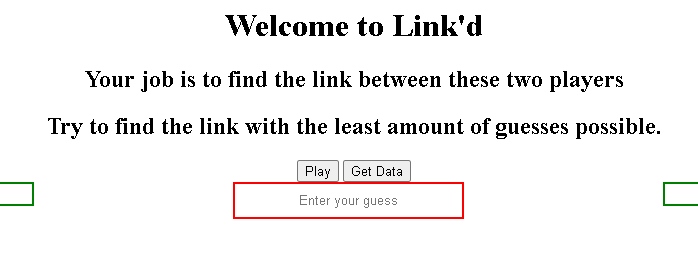 Welcome to Link'd
Your job is to find the link between these two players
Try to find the link with the least amount of guesses possible.
Play Get Data
Enter your guess